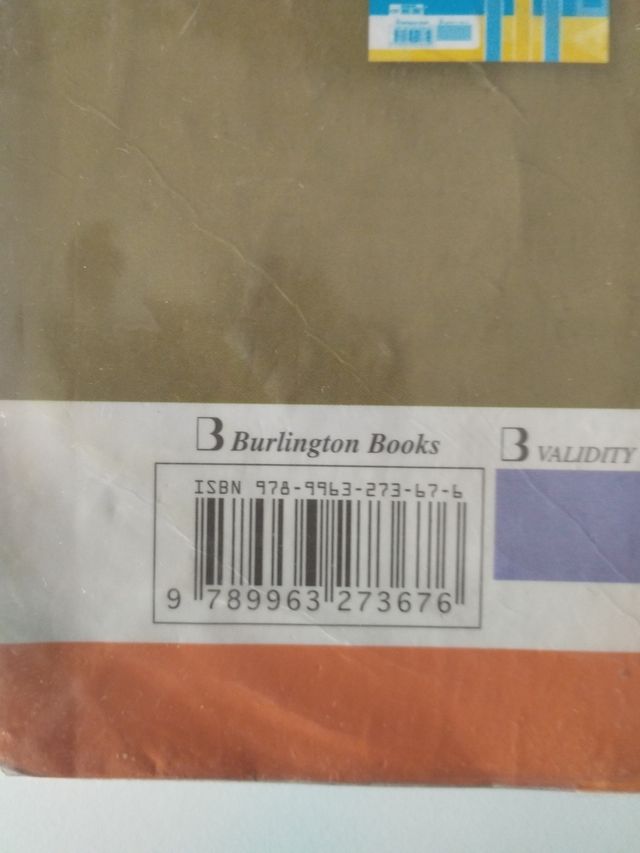 Burlington Books
VALIDITY
ISBN 978-9963-273-67-6
9 789963 273676